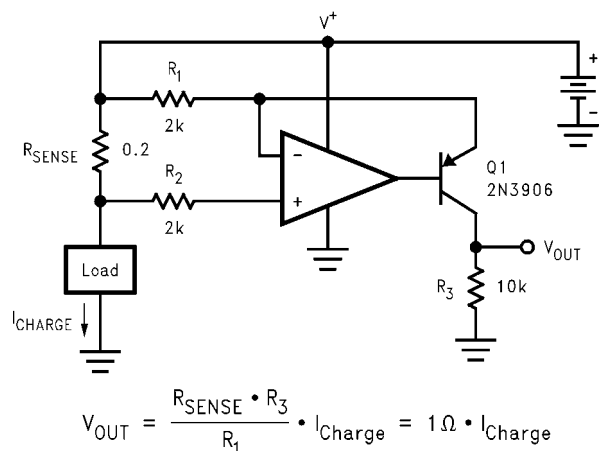 V+
R1
2k
+
-
RSENSE
0.2
R2
2k
-
+
Q1
2N3906
Load
VOUT
R3
10k
ICHARGE
VOUT = RSENSE • R3 / R1 • ICharge = 1Ω • ICharge